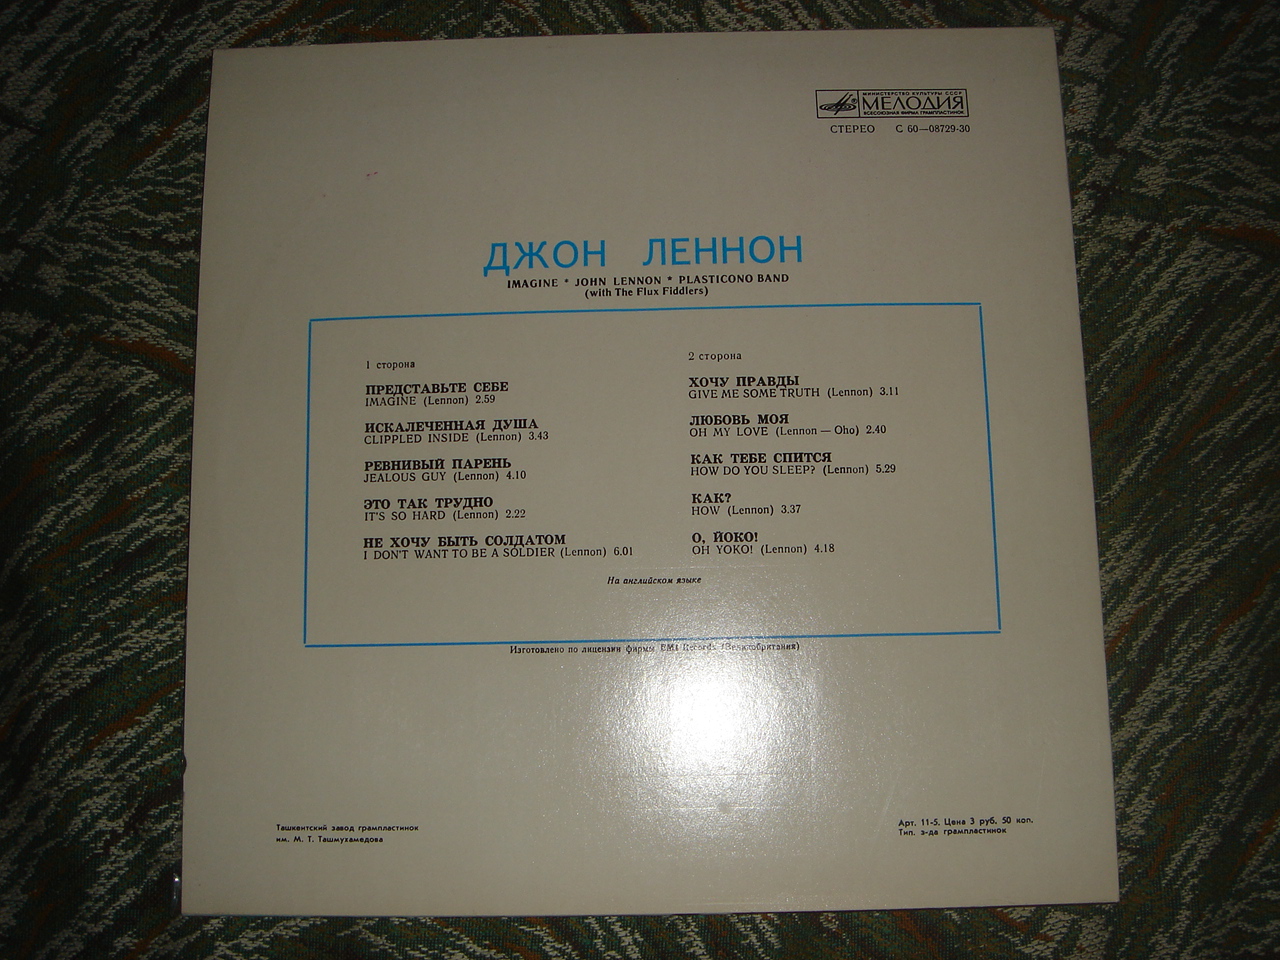 МИНИСТЕРСТВО КУЛЬТУРЫ СССР
МЕЛОДИЯ
ВСЕСОЮЗНАЯ ФИРМА ГРАМПЛАСТИНОК
СТЕРЕО С 60—08729-30
ДЖОН ЛЕННОН
IMAGINE * JOHN LENNON * PLASTICONO BAND
(with The Flux Fiddlers)
1 сторона
ПРЕДСТАВЬТЕ СЕБЕ
IMAGINE (Lennon) 2.59
ИСКАЛЕЧЕННАЯ ДУША
CLIPPLED INSIDE (Lennon) 3.43
РЕВНИВЫЙ ПАРЕНЬ
JEALOUS GUY (Lennon) 4.10
ЭТО ТАК ТРУДНО
IT'S SO HARD (Lennon) 2.22
НЕ ХОЧУ БЫТЬ СОЛДАТОМ
I DON'T WANT TO BE A SOLDIER (Lennon) 6.01
2 сторона
ХОЧУ ПРАВДЫ
GIVE ME SOME TRUTH (Lennon) 3.11
ЛЮБОВЬ МОЯ
OH MY LOVE (Lennon — Oho) 2.40
КАК ТЕБЕ СПИТСЯ
HOW DO YOU SLEEP? (Lennon) 5.29
КАК?
HOW (Lennon) 3.37
О, ЙОКО!
OH YOKO! (Lennon) 4.18
На английском языке
Изготовлено по лицензии фирмы EMI Records (Великобритания)
Ташкентский завод грампластинок
им. М. Т. Ташмухамедова
Арт. 11-5. Цена 3 руб. 50 коп.
Тип. з-да грампластинок